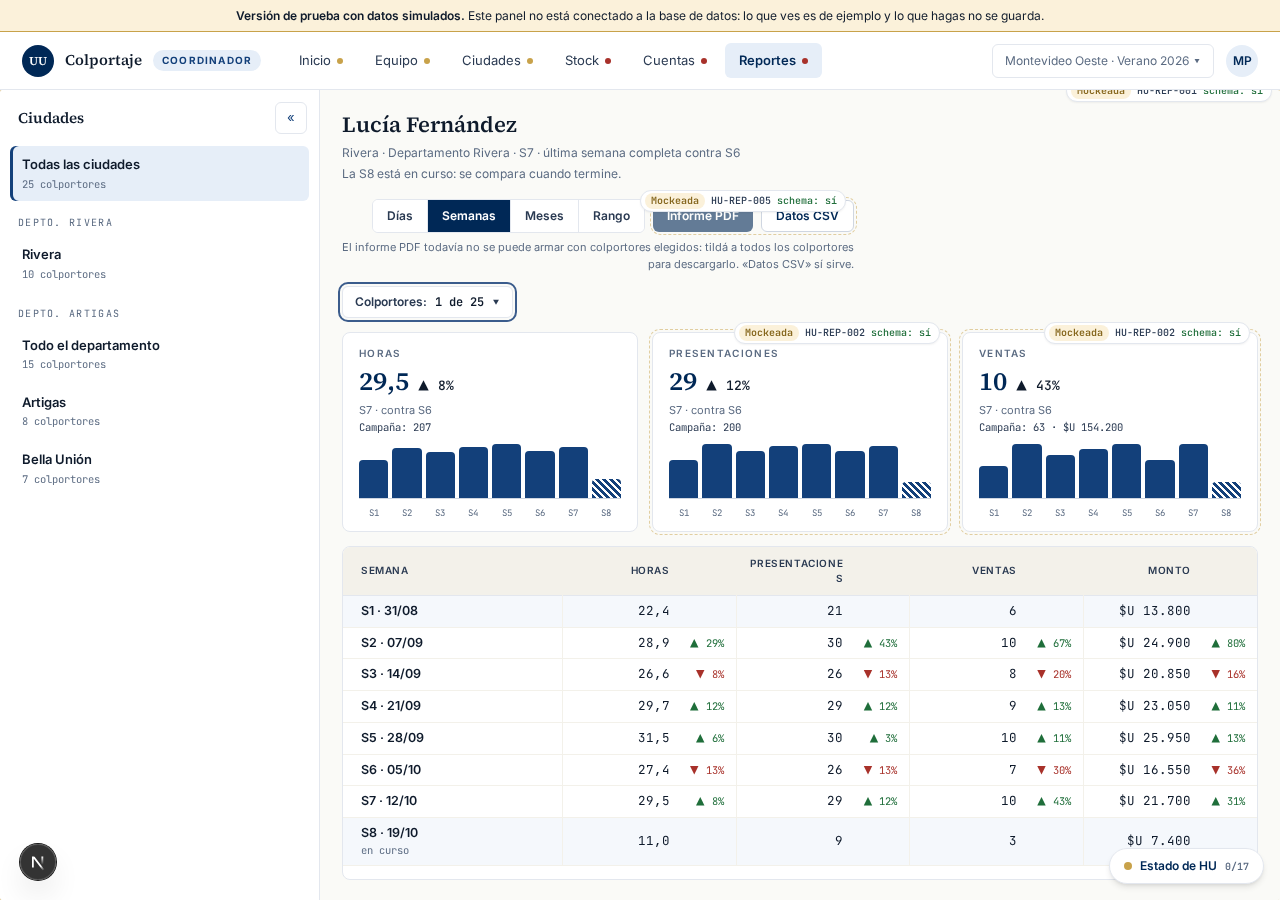 Versión de prueba con datos simulados. Este panel no está conectado a la base de datos: lo que ves es de ejemplo y lo que hagas no se guarda.
UU Colportaje COORDINADOR Inicio Equipo Ciudades Stock Cuentas Reportes Montevideo Oeste · Verano 2026 ▾ MP
Mockeada HU-REP-001 schema: sí
Ciudades «
Todas las ciudades
25 colportores
DEPTO. RIVERA
Rivera
10 colportores
DEPTO. ARTIGAS
Todo el departamento
15 colportores
Artigas
8 colportores
Bella Unión
7 colportores
Lucía Fernández
Rivera · Departamento Rivera · S7 · última semana completa contra S6
La S8 está en curso: se compara cuando termine.
Mockeada HU-REP-005 schema: sí
Días Semanas Meses Rango Informe PDF Datos CSV
El informe PDF todavía no se puede armar con colportores elegidos: tildá a todos los colportores
para descargarlo. «Datos CSV» sí sirve.
Colportores: 1 de 25 ▾
HORAS
29,5 ▲ 8%
S7 · contra S6
Campaña: 207
S1 S2 S3 S4 S5 S6 S7 S8
Mockeada HU-REP-002 schema: sí
PRESENTACIONES
29 ▲ 12%
S7 · contra S6
Campaña: 200
S1 S2 S3 S4 S5 S6 S7 S8
Mockeada HU-REP-002 schema: sí
VENTAS
10 ▲ 43%
S7 · contra S6
Campaña: 63 · $U 154.200
S1 S2 S3 S4 S5 S6 S7 S8
SEMANA HORAS PRESENTACIONE
S VENTAS MONTO
S1 · 31/08 22,4 21 6 $U 13.800
S2 · 07/09 28,9 ▲ 29% 30 ▲ 43% 10 ▲ 67% $U 24.900 ▲ 80%
S3 · 14/09 26,6 ▼ 8% 26 ▼ 13% 8 ▼ 20% $U 20.850 ▼ 16%
S4 · 21/09 29,7 ▲ 12% 29 ▲ 12% 9 ▲ 13% $U 23.050 ▲ 11%
S5 · 28/09 31,5 ▲ 6% 30 ▲ 3% 10 ▲ 11% $U 25.950 ▲ 13%
S6 · 05/10 27,4 ▼ 13% 26 ▼ 13% 7 ▼ 30% $U 16.550 ▼ 36%
S7 · 12/10 29,5 ▲ 8% 29 ▲ 12% 10 ▲ 43% $U 21.700 ▲ 31%
S8 · 19/10 11,0 9 3 $U 7.400
en curso
N
Estado de HU 0/17